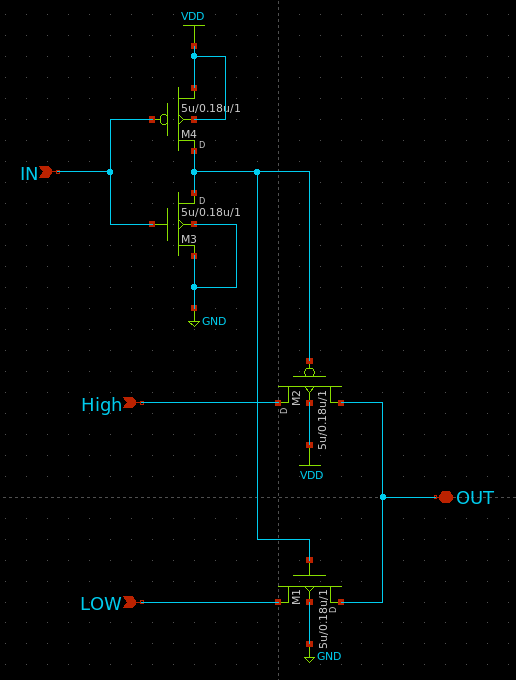 VDD
5u/0.18u/1
M4
D
IN
D
5u/0.18u/1
M3
GND
High
D
M2
5u/0.18u/1
VDD
OUT
LOW
M1
5u/0.18u/1
D
GND